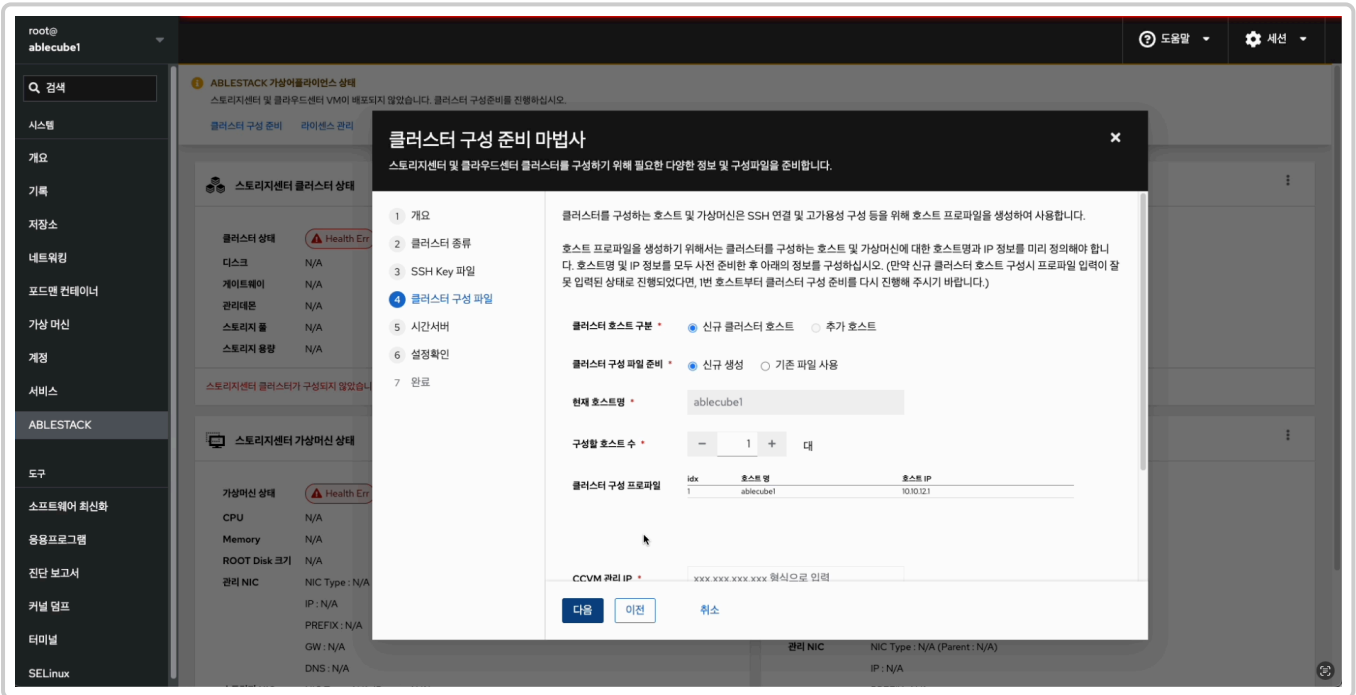 root@
ablecube1
도움말
세션
검색
시스템
개요
기록
저장소
네트워킹
포드맨 컨테이너
가상 머신
계정
서비스
ABLESTACK
도구
소프트웨어 최신화
응용프로그램
진단 보고서
커널 덤프
터미널
SELinux
ABLESTACK 가상어플라이언스 상태
스토리지센터 및 클라우드센터 VM이 배포되지 않았습니다. 클러스터 구성준비를 진행하십시오.
클러스터 구성 준비 라이센스 관리
스토리지센터 클러스터 상태
클러스터 상태 Health Err
디스크 N/A
게이트웨이 N/A
관리데몬 N/A
스토리지 풀 N/A
스토리지 용량 N/A
스토리지센터 클러스터가 구성되지 않았습니
스토리지센터 가상머신 상태
가상머신 상태 Health Err
CPU N/A
Memory N/A
ROOT Disk 크기 N/A
관리 NIC NIC Type : N/A
IP : N/A
PREFIX : N/A
GW : N/A
DNS : N/A
클러스터 구성 준비 마법사
스토리지센터 및 클라우드센터 클러스터를 구성하기 위해 필요한 다양한 정보 및 구성파일을 준비합니다.
1 개요
2 클러스터 종류
3 SSH Key 파일
4 클러스터 구성 파일
5 시간서버
6 설정확인
7 완료
클러스터를 구성하는 호스트 및 가상머신은 SSH 연결 및 고가용성 구성 등을 위해 호스트 프로파일을 생성하여 사용합니다.
호스트 프로파일을 생성하기 위해서는 클러스터를 구성하는 호스트 및 가상머신에 대한 호스트명과 IP 정보를 미리 정의해야 합니
다. 호스트명 및 IP 정보를 모두 사전 준비한 후 아래의 정보를 구성하십시오. (만약 신규 클러스터 호스트 구성시 프로파일 입력이 잘
못 입력된 상태로 진행되었다면, 1번 호스트부터 클러스터 구성 준비를 다시 진행해 주시기 바랍니다.)
클러스터 호스트 구분 * 신규 클러스터 호스트 추가 호스트
클러스터 구성 파일 준비 * 신규 생성 기존 파일 사용
현재 호스트명 * ablecube1
구성할 호스트 수 * − 1 + 대
클러스터 구성 프로파일
idx 호스트 명 호스트 IP
1 ablecube1 10.10.12.1
CCVM 관리 IP * xxx.xxx.xxx.xxx 형식으로 입력
다음 이전 취소
관리 NIC NIC Type : N/A (Parent : N/A)
IP : N/A